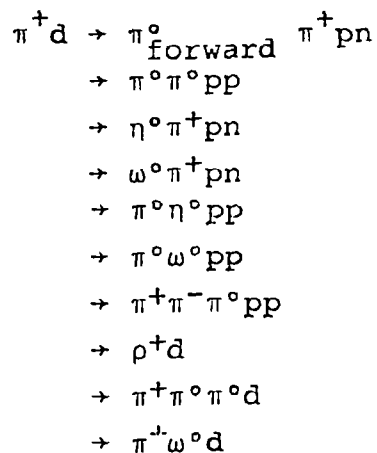 π⁺d → π°forward π⁺pn
→ π°π°pp
→ η°π⁺pn
→ ω°π⁺pn
→ π°η°pp
→ π°ω°pp
→ π⁺π⁻π°pp
→ ρ⁺d
→ π⁺π°π°d
→ π⁺ω°d